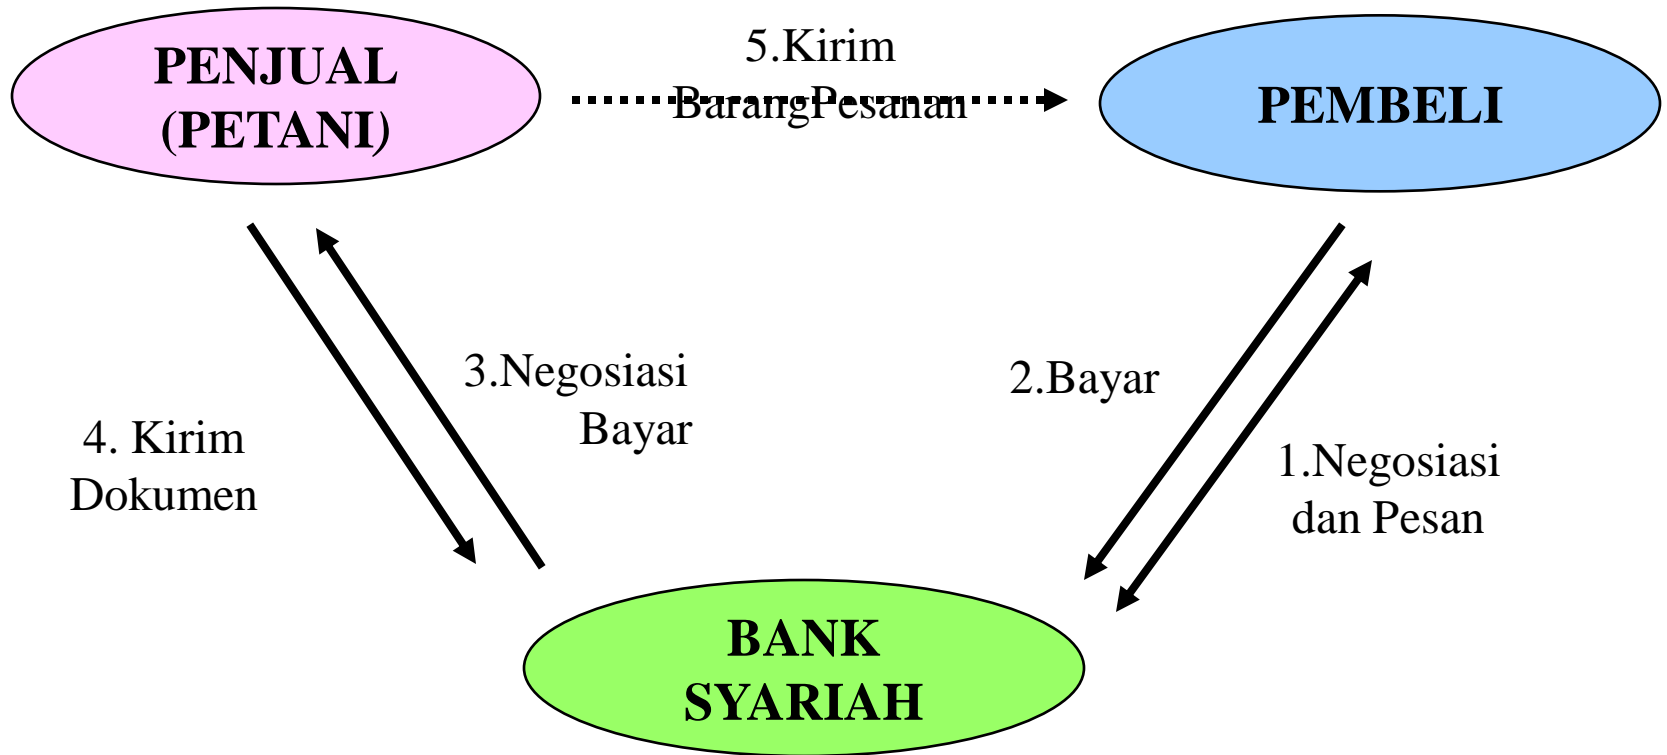 PENJUAL
(PETANI)
5.Kirim
BarangPesanan
PEMBELI
3.Negosiasi
Bayar
2.Bayar
4. Kirim
Dokumen
1.Negosiasi
dan Pesan
BANK
SYARIAH